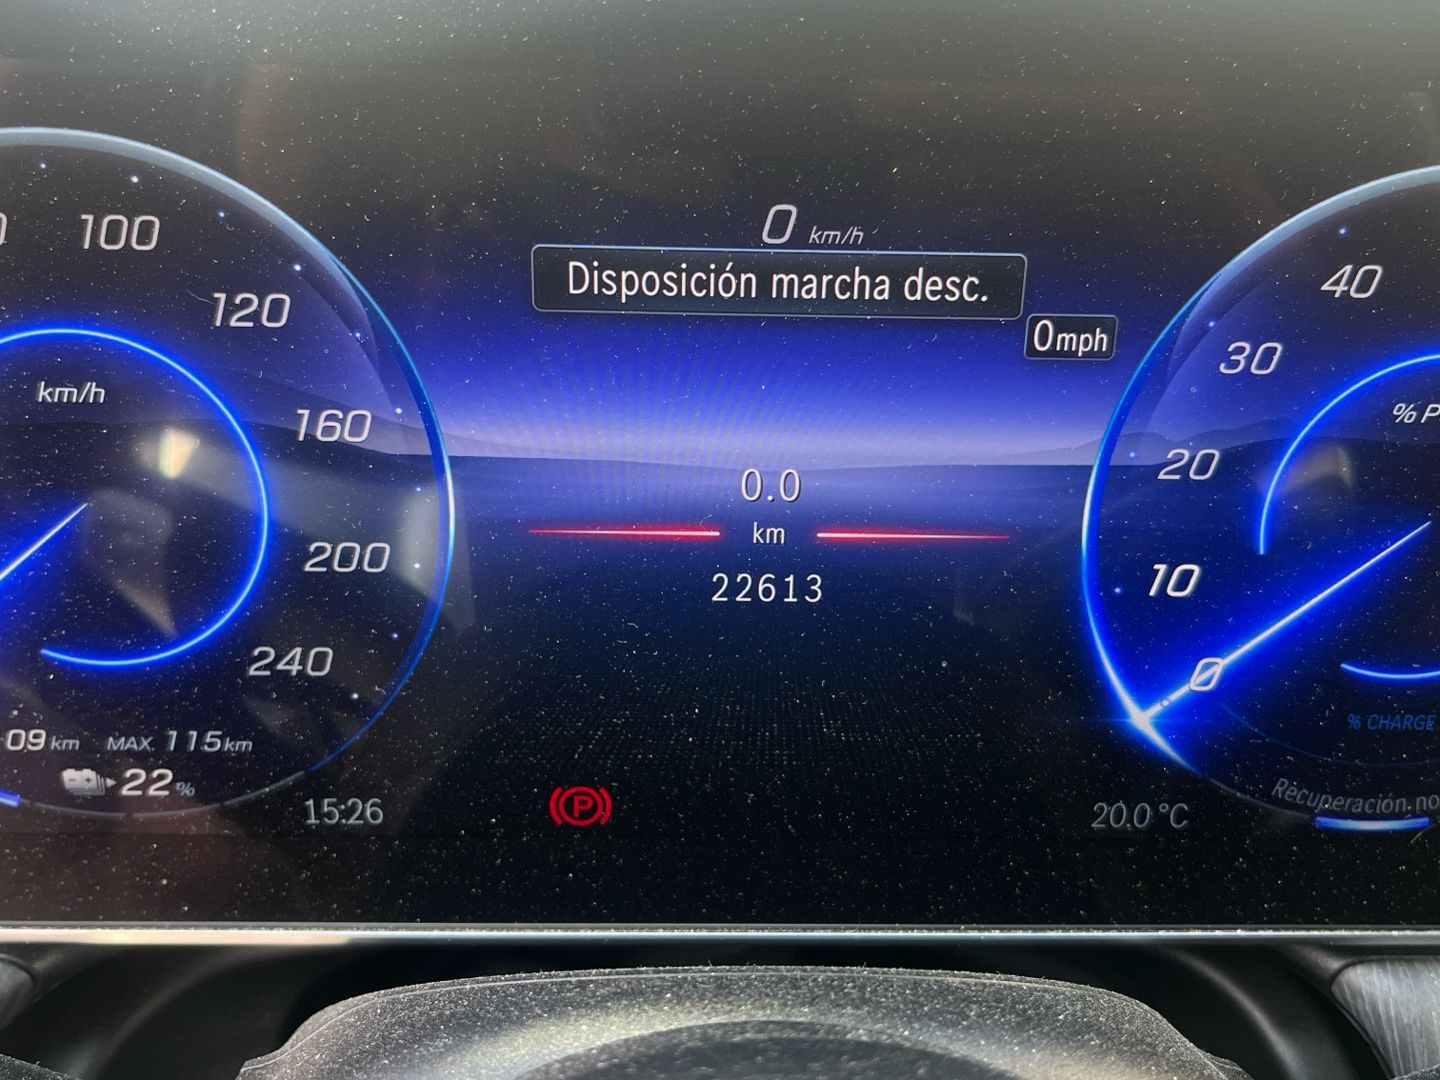 0 km/h
Disposición marcha desc.
0mph
100
120
160
200
240
km/h
40
30
20
10
0
0.0
km
22613
09 km MAX. 115 km
22%
15:26
(P)
20.0 °C
% CHARGE